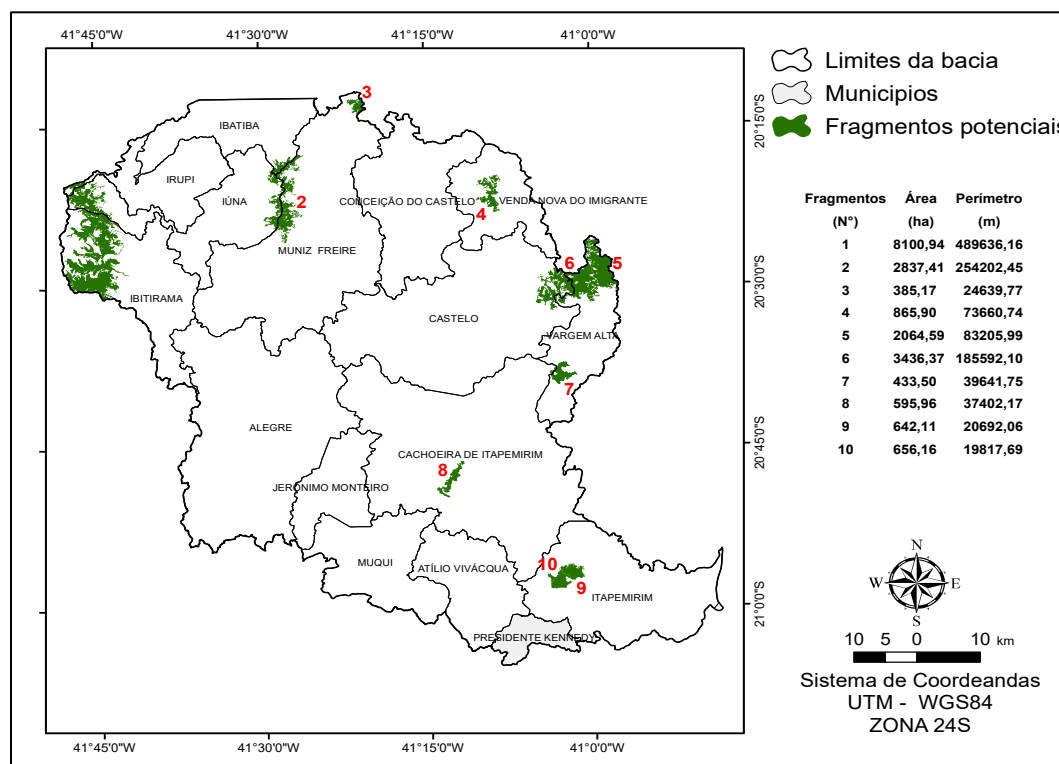 41°45'0"W 41°30'0"W 41°15'0"W 41°0'0"W
3
IBATIBA
IRUPI
IÚNA
2
CONCEIÇÃO DO CASTELO
4
VENDA NOVA DO IMIGRANTE
MUNIZ FREIRE
6
5
IBITIRAMA
CASTELO
VARGEM ALTA
7
ALEGRE
CACHOEIRA DE ITAPEMIRIM
8
JERONIMO MONTEIRO
MUQUI
ATÍLIO VIVÁCQUA
10
9
ITAPEMIRIM
PRESIDENTE KENNEDY
20°15'0"S
20°30'0"S
20°45'0"S
21°0'0"S
41°45'0"W 41°30'0"W 41°15'0"W 41°0'0"W
Limites da bacia
Municipios
Fragmentos potenciais
Fragmentos Área Perímetro
(N°) (ha) (m)
1 8100,94 489636,16
2 2837,41 254202,45
3 385,17 24639,77
4 865,90 73660,74
5 2064,59 83205,99
6 3436,37 185592,10
7 433,50 39641,75
8 595,96 37402,17
9 642,11 20692,06
10 656,16 19817,69
N
W E
S
10 5 0 10 km
Sistema de Coordeandas
UTM - WGS84
ZONA 24S